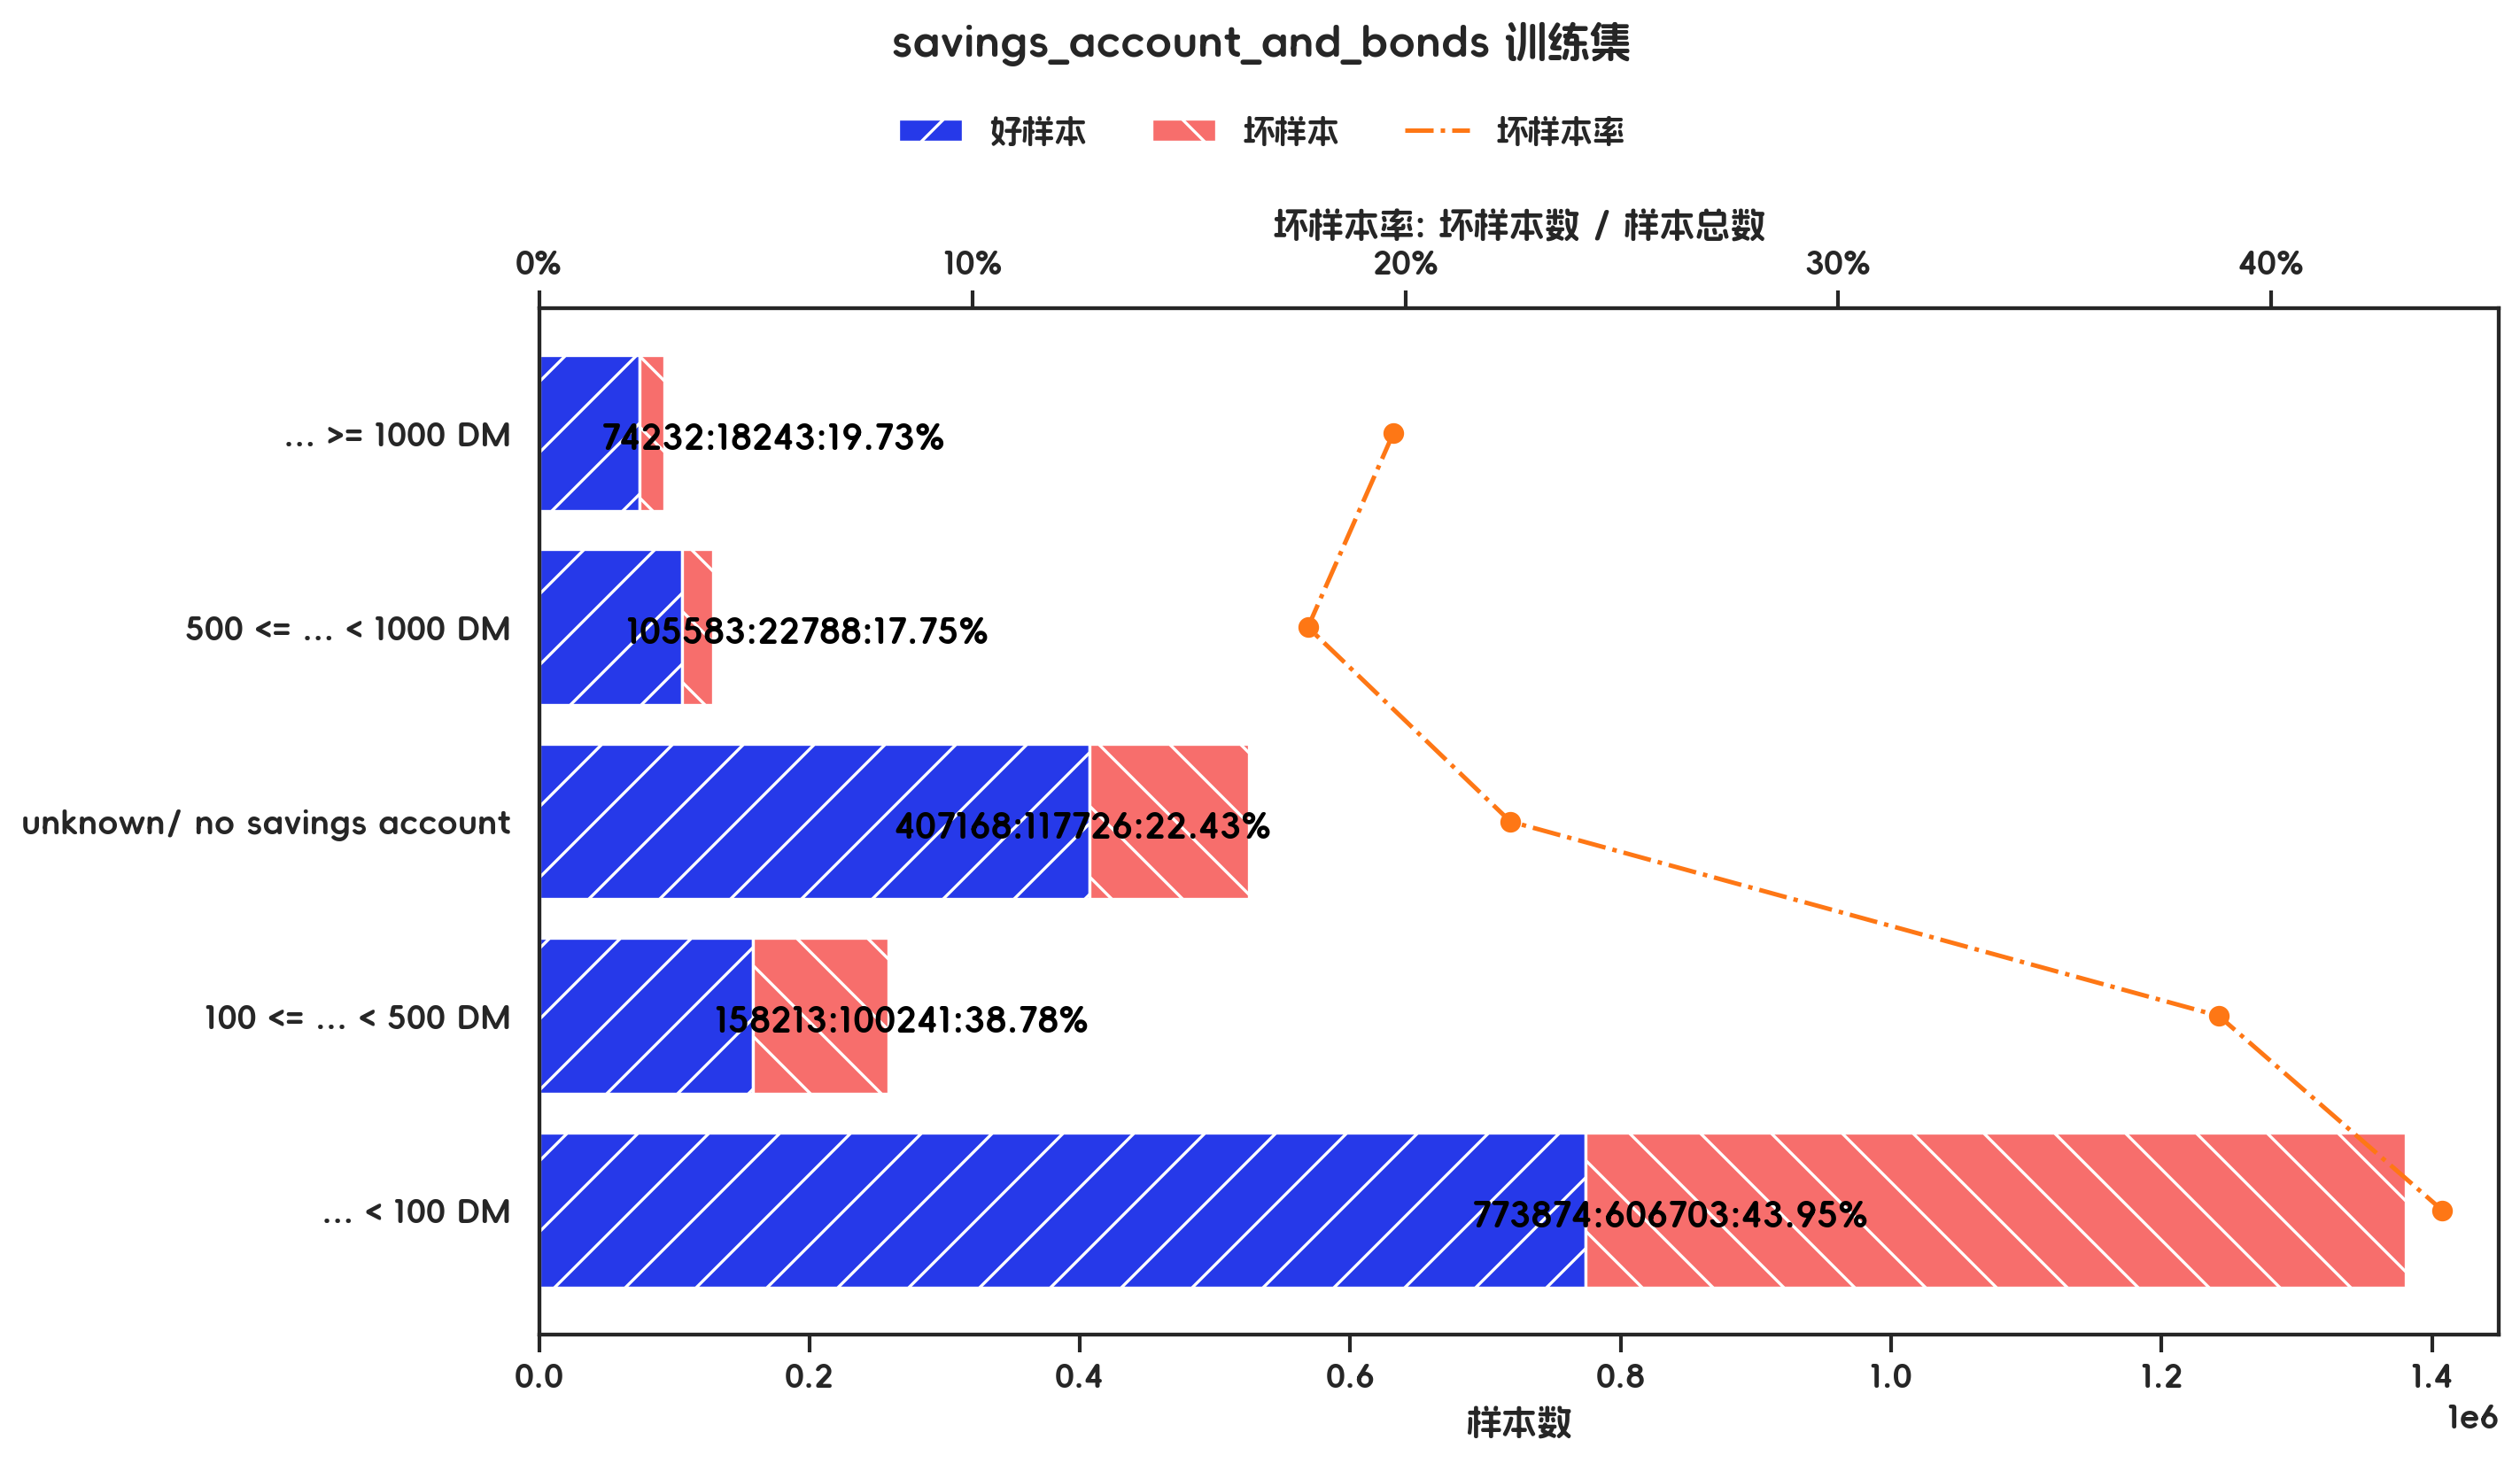 savings_account_and_bonds 训练集
好样本 坏样本 坏样本率
坏样本率: 坏样本数 / 样本总数
0% 10% 20% 30% 40%
... >= 1000 DM 74232:18243:19.73%
500 <= ... < 1000 DM 105583:22788:17.75%
unknown/ no savings account 407168:117726:22.43%
100 <= ... < 500 DM 158213:100241:38.78%
... < 100 DM 773874:606703:43.95%
0.0 0.2 0.4 0.6 0.8 1.0 1.2 1.4
样本数 1e6